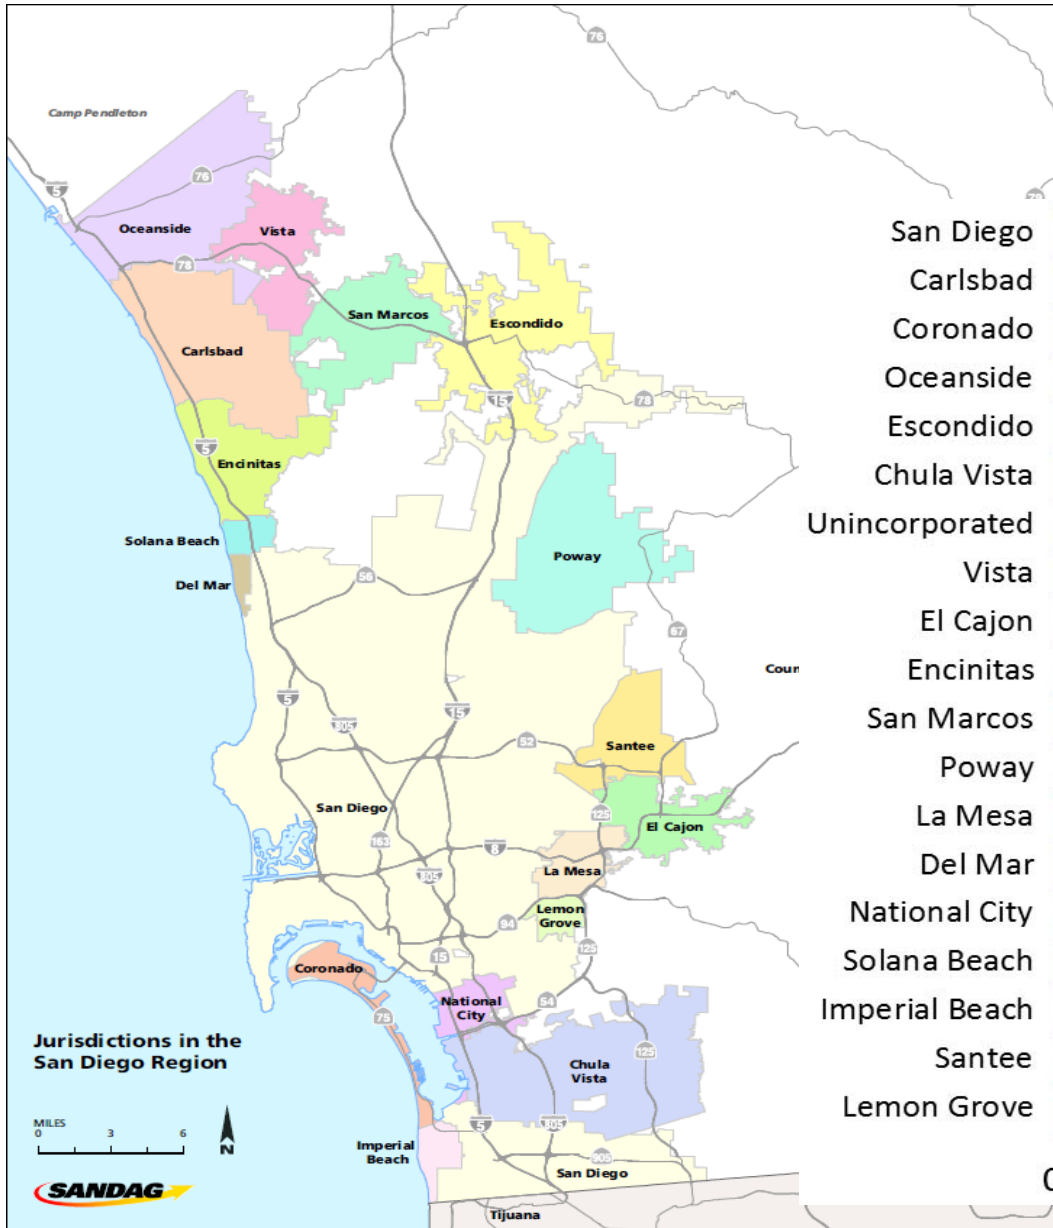 76
Camp Pendleton
5
76
78
Oceanside
Vista
78
San Marcos
Escondido
Carlsbad
15
78
5
Encinitas
Solana Beach
Del Mar
56
Poway
67
Coun
5
805
15
52
Santee
San Diego
163
125
El Cajon
8
805
La Mesa
Lemon
Grove
94
125
15
Coronado
National
City
54
75
125
Chula
Vista
5
805
905
Imperial
Beach
San Diego
Tijuana
Jurisdictions in the
San Diego Region
MILES
0 3 6
N
SANDAG
San Diego
Carlsbad
Coronado
Oceanside
Escondido
Chula Vista
Unincorporated
Vista
El Cajon
Encinitas
San Marcos
Poway
La Mesa
Del Mar
National City
Solana Beach
Imperial Beach
Santee
Lemon Grove